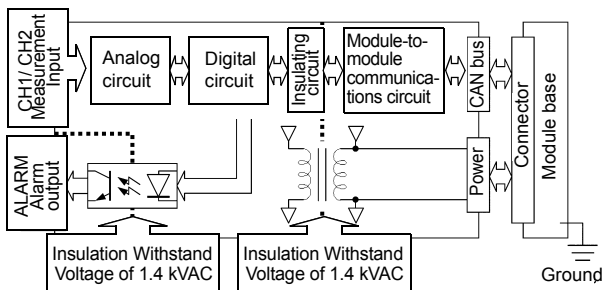 CH1/ CH2
Measurement
Input
Analog
circuit
Digital
circuit
Insulating
circuit
Module-to-
module
communica-
tions circuit
CAN bus
Connector
Module base
ALARM
Alarm
output
Power
Insulation Withstand
Voltage of 1.4 kVAC
Insulation Withstand
Voltage of 1.4 kVAC
Ground